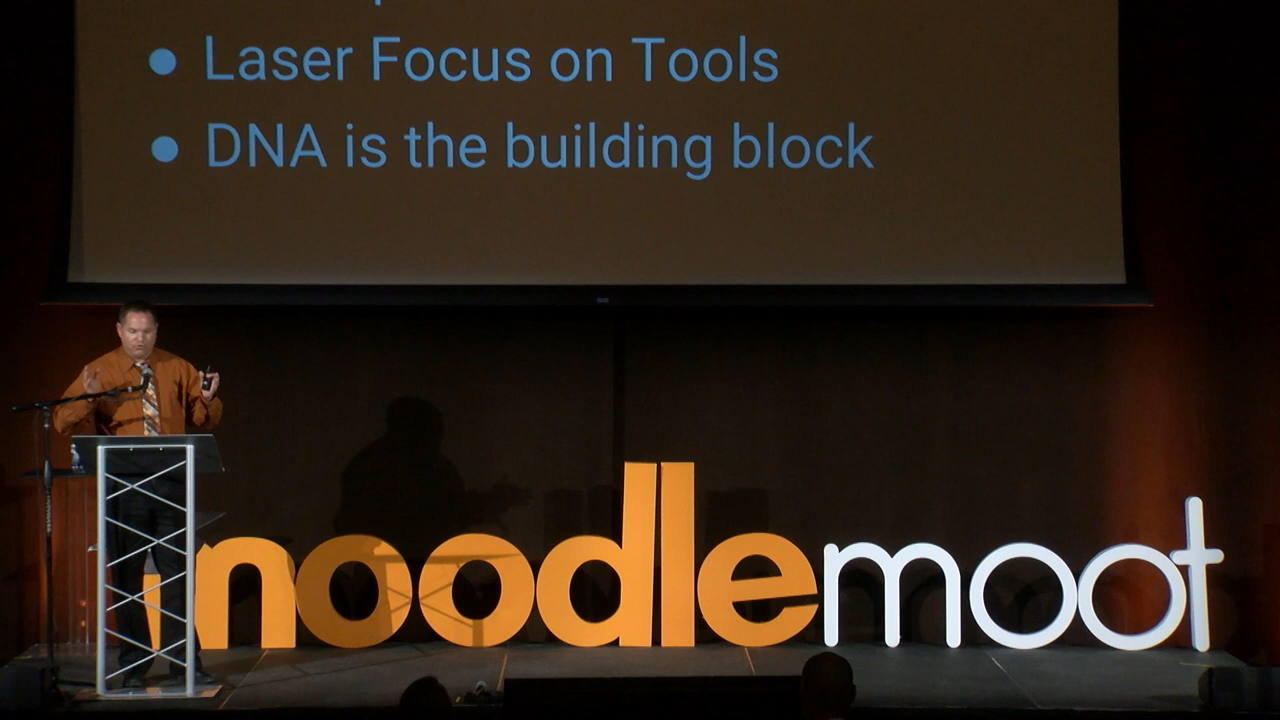 ● Laser Focus on Tools
● DNA is the building block
moodlemoot